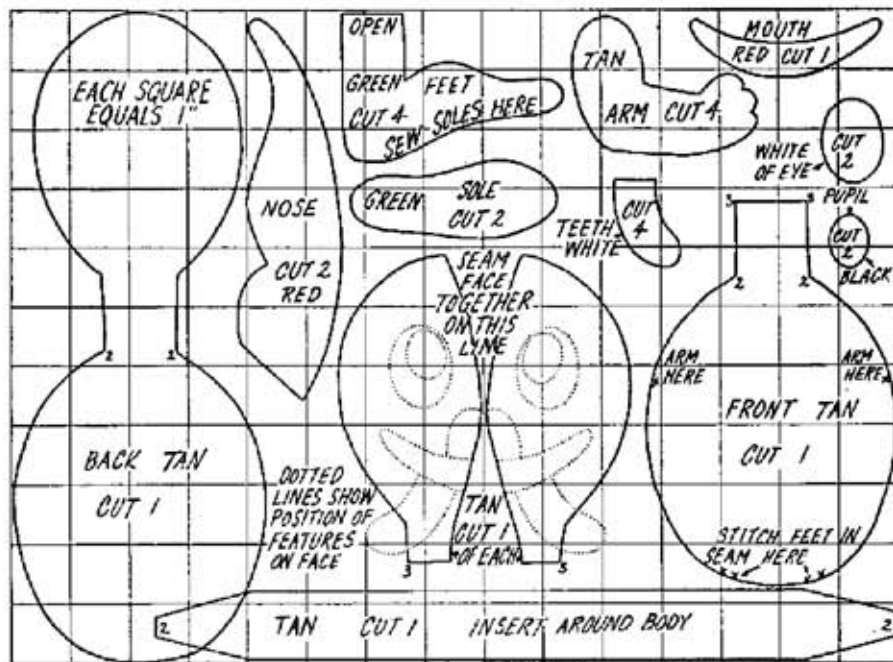 EACH SQUARE
EQUALS 1"
OPEN
GREEN FEET
CUT 4
SEW SOLES HERE
TAN
ARM CUT 4
MOUTH
RED CUT 1
CUT
2
WHITE
OF EYE
NOSE
CUT 2
RED
GREEN SOLE
CUT 2
CUT
4
TEETH
WHITE
PUPIL
CUT
2
BLACK
3 3
2 2
SEAM
FACE
TOGETHER
ON THIS
LINE
ARM
HERE
ARM
HERE
FRONT TAN
CUT 1
STITCH FEET IN
SEAM HERE
2 2
BACK TAN
CUT 1
DOTTED
LINES SHOW
POSITION OF
FEATURES
ON FACE
TAN
CUT 1
OF EACH
3 3
2 TAN CUT 1 INSERT AROUND BODY 2